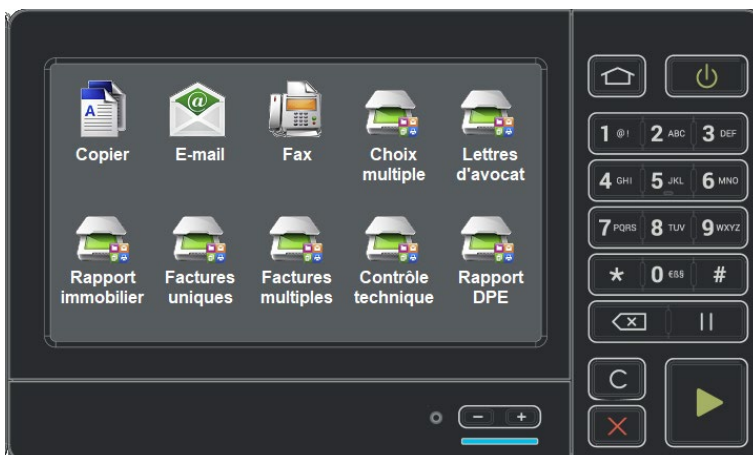 Copier E-mail Fax Choix multiple Lettres d'avocat
Rapport immobilier Factures uniques Factures multiples Contrôle technique Rapport DPE
A
@
1 @! 2 ABC 3 DEF
4 GHI 5 JKL 6 MNO
7 PQRS 8 TUV 9 WXYZ
* 0 #
C
- +